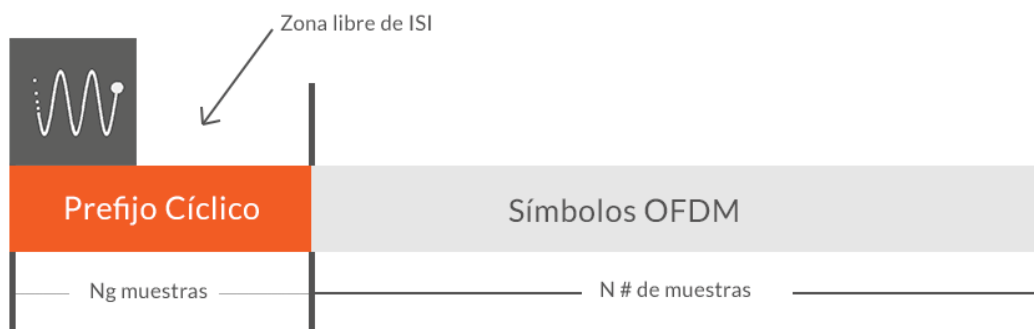 Zona libre de ISI
Prefijo Cíclico
Símbolos OFDM
Ng muestras
N # de muestras